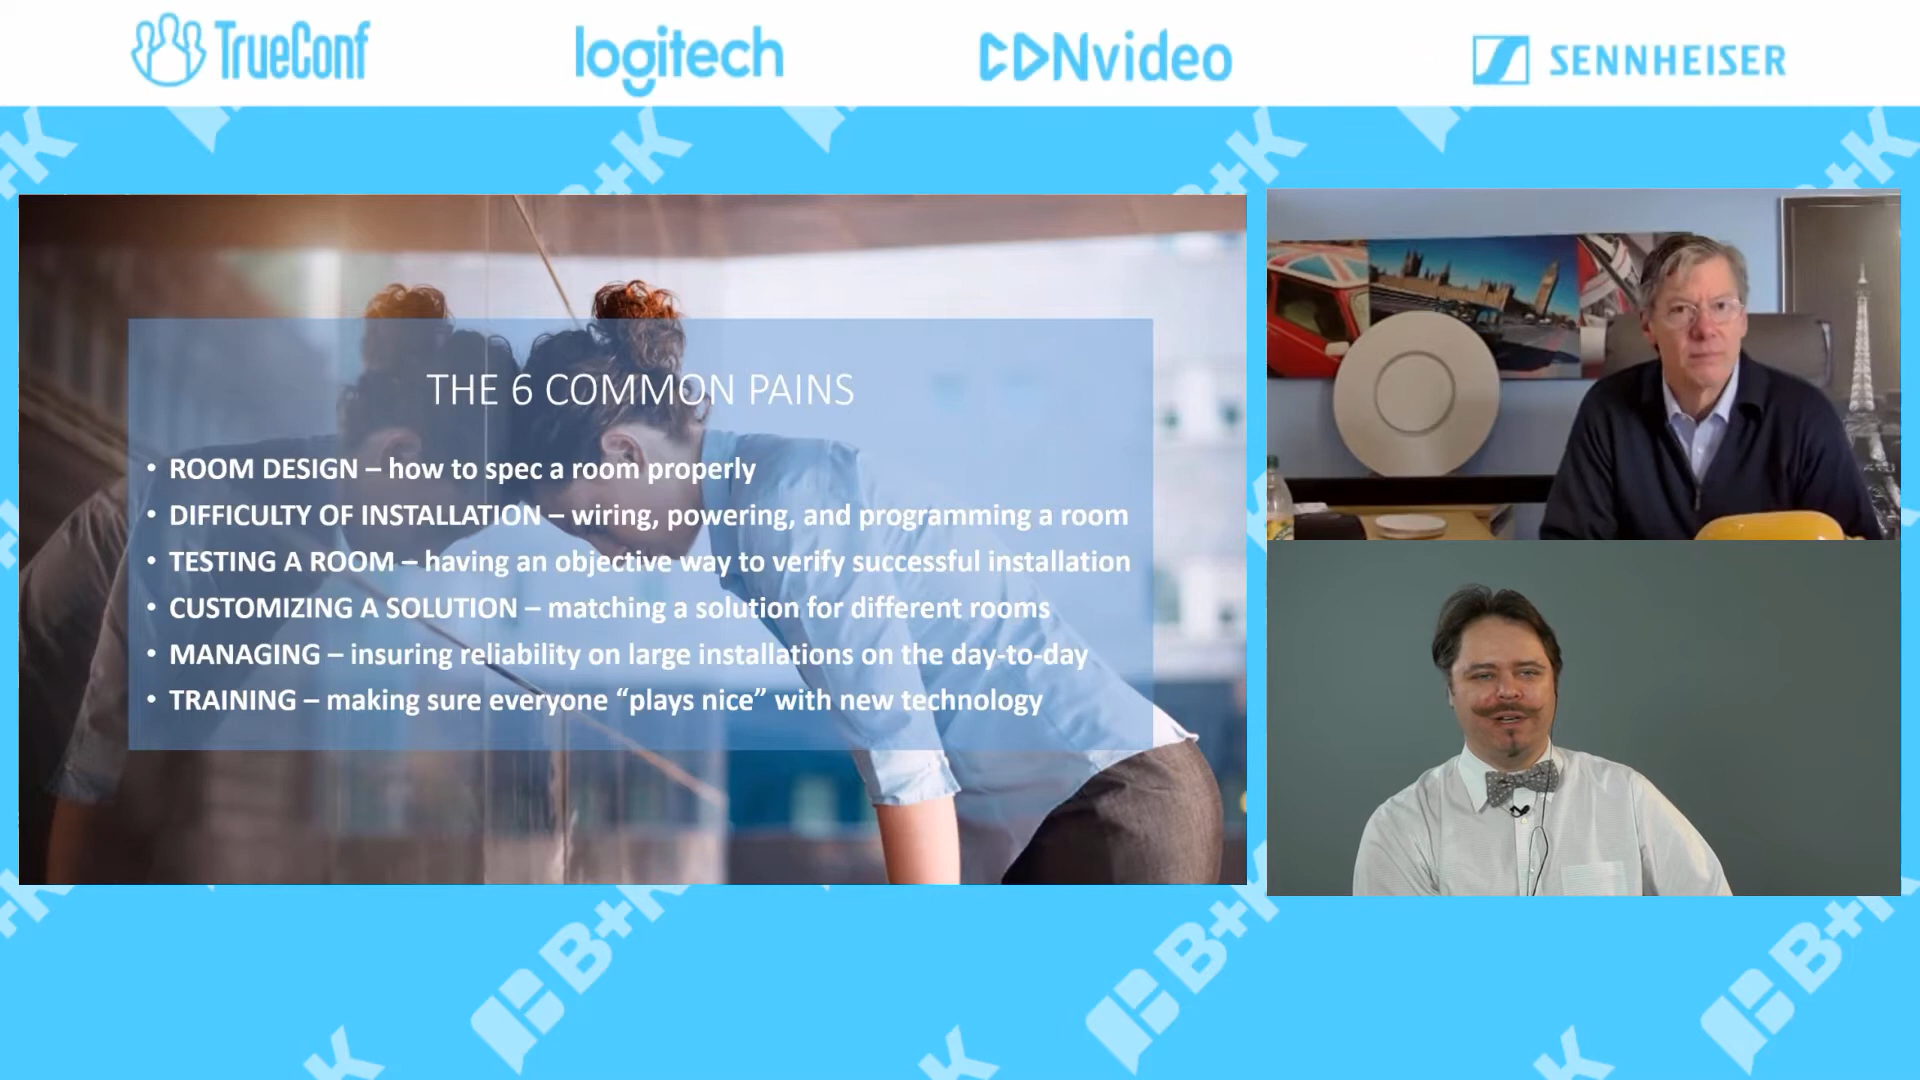 TrueConf
logitech
CDNvideo
SENNHEISER
THE 6 COMMON PAINS
• ROOM DESIGN – how to spec a room properly
• DIFFICULTY OF INSTALLATION – wiring, powering, and programming a room
• TESTING A ROOM – having an objective way to verify successful installation
• CUSTOMIZING A SOLUTION – matching a solution for different rooms
• MANAGING – insuring reliability on large installations on the day-to-day
• TRAINING – making sure everyone “plays nice” with new technology
B+K
B+K
B+K
B+K
B+K
B+K